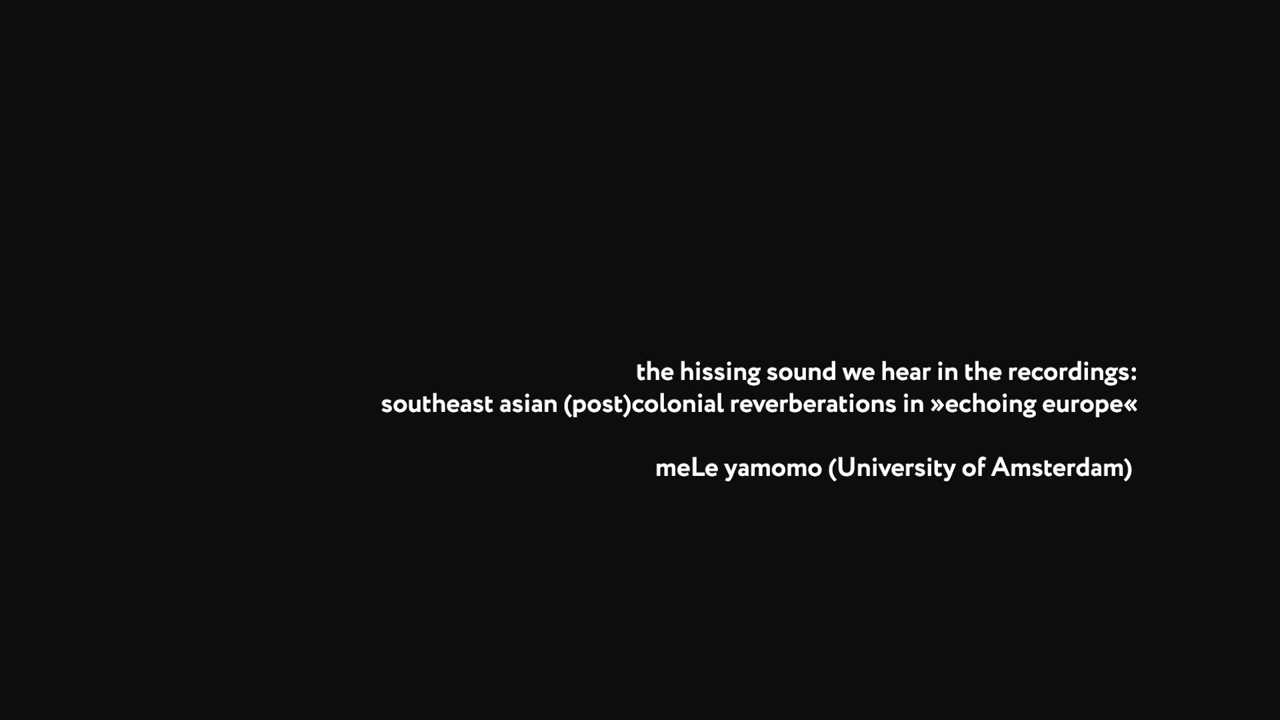 the hissing sound we hear in the recordings:
southeast asian (post)colonial reverberations in »echoing europe«
meLe yamomo (University of Amsterdam)